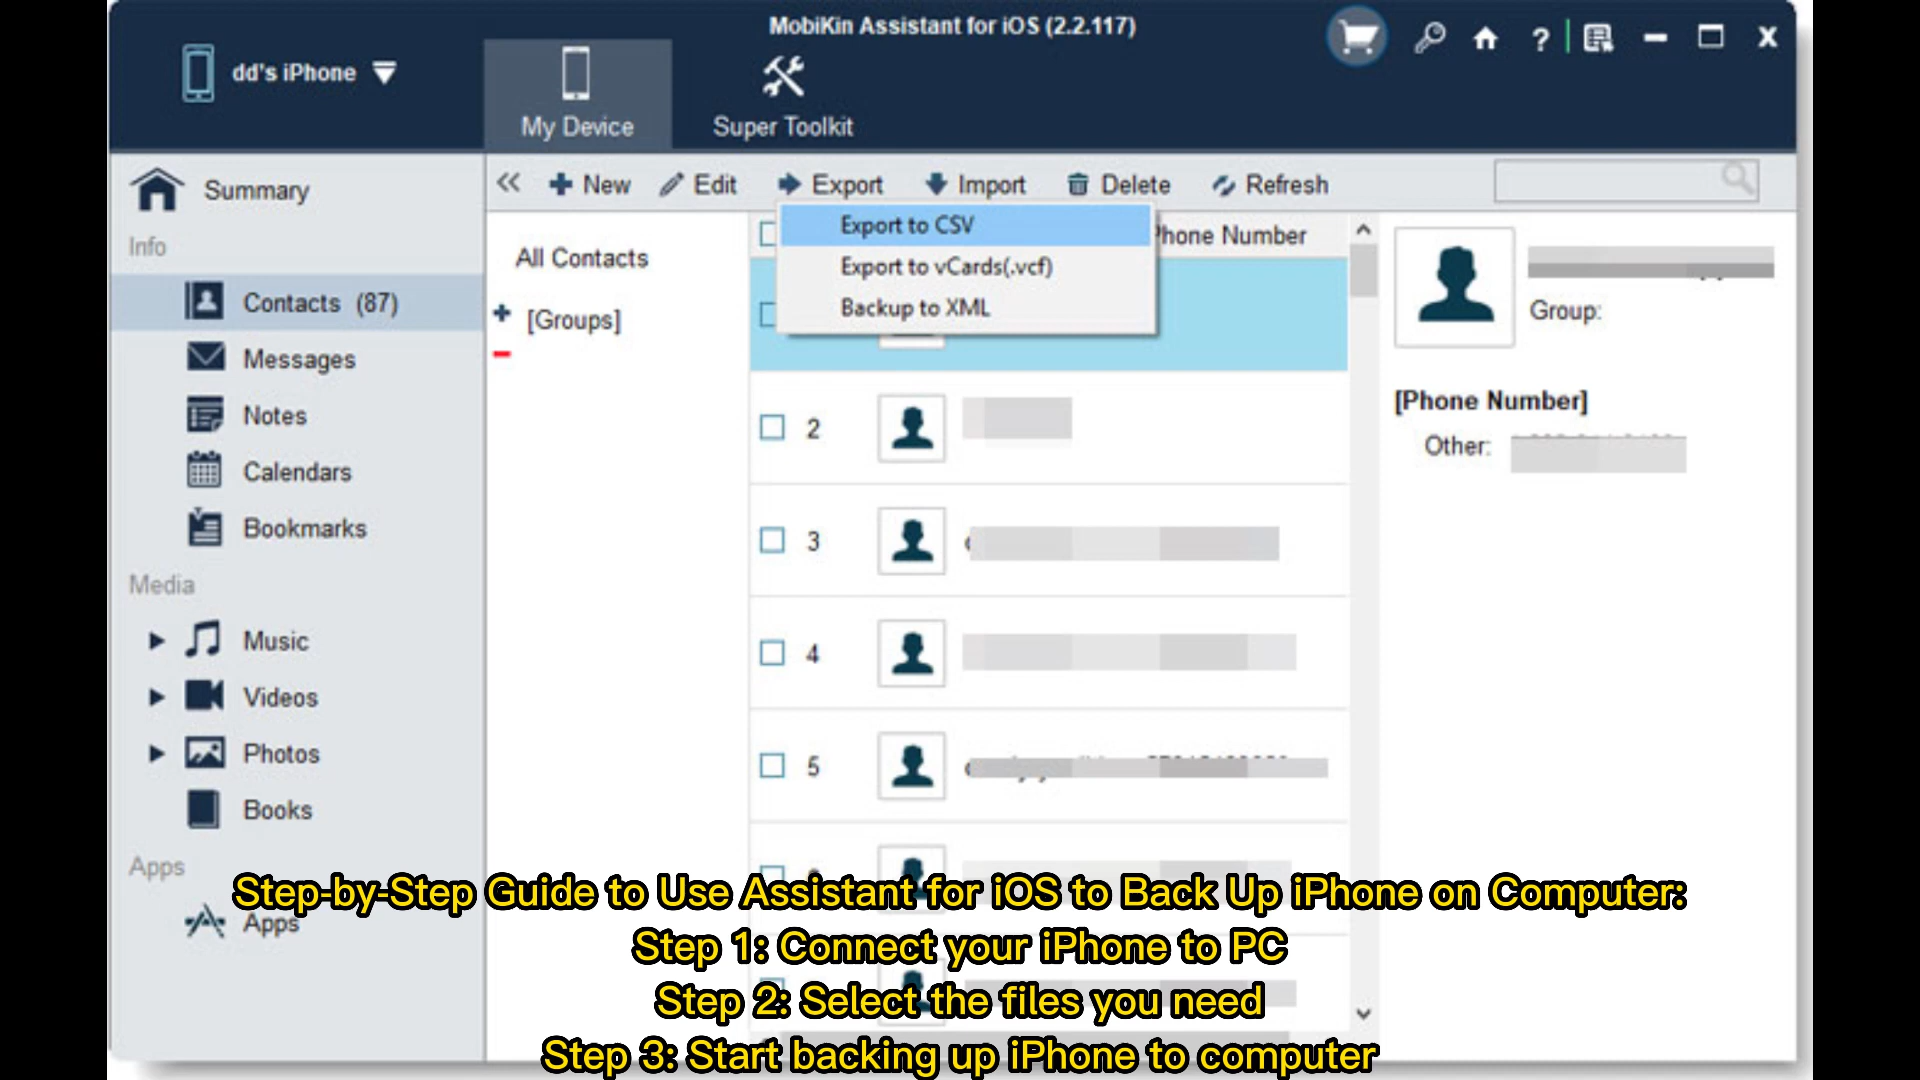 MobiKin Assistant for iOS (2.2.117)
dd's iPhone
My Device
Super Toolkit
?
Summary
New
Edit
Export
Import
Delete
Refresh
Info
Export to CSV
Phone Number
All Contacts
Export to vCards(.vcf)
Contacts (87)
Backup to XML
Group:
[Groups]
Messages
[Phone Number]
Notes
2
Other:
Calendars
Bookmarks
3
Media
Music
4
Videos
Photos
5
Books
Apps
Apps
Step-by-Step Guide to Use Assistant for iOS to Back Up iPhone on Computer:
Step 1: Connect your iPhone to PC
Step 2: Select the files you need
Step 3: Start backing up iPhone to computer